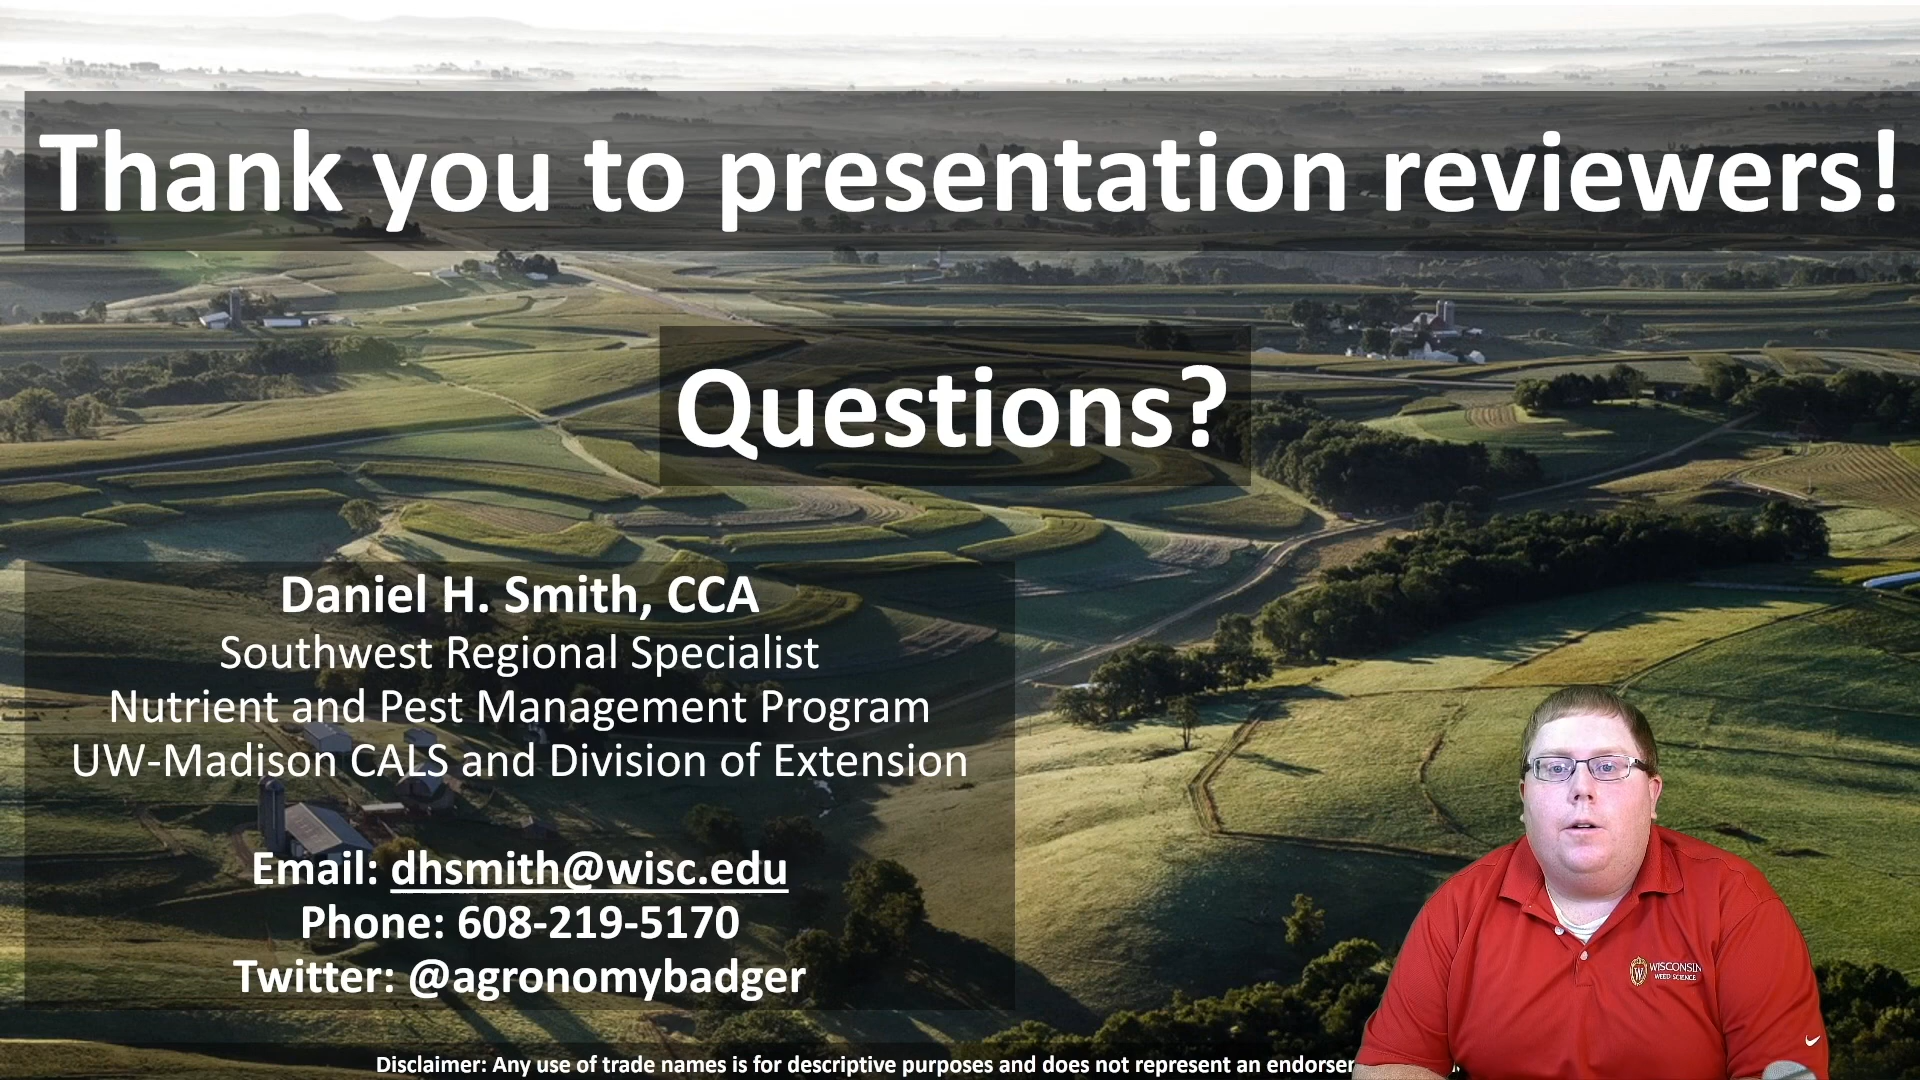 Thank you to presentation reviewers!
Questions?
Daniel H. Smith, CCA
Southwest Regional Specialist
Nutrient and Pest Management Program
UW-Madison CALS and Division of Extension
Email: dhsmith@wisc.edu
Phone: 608-219-5170
Twitter: @agronomybadger
W WISCONSIN
WEED SCIENCE
Disclaimer: Any use of trade names is for descriptive purposes and does not represent an